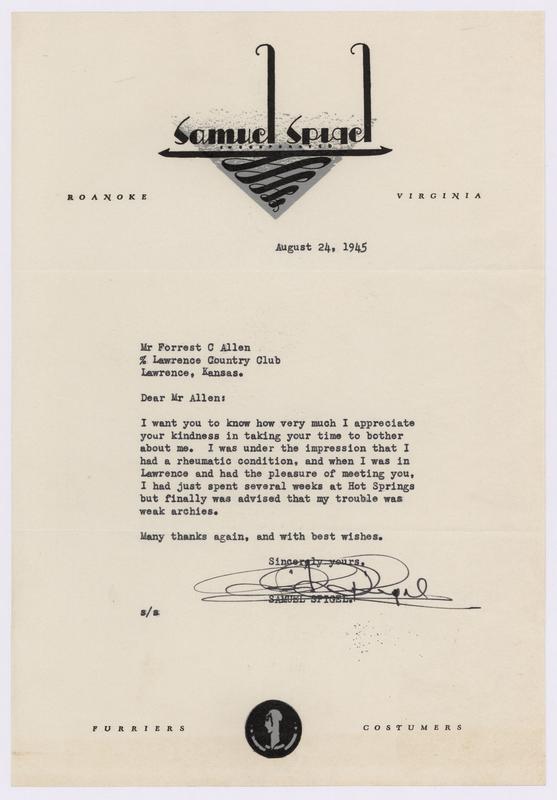 Samuel Spigel
INCORPORATED
ROANOKE VIRGINIA
August 24, 1945
Mr Forrest C Allen
% Lawrence Country Club
Lawrence, Kansas.
Dear Mr Allen:
I want you to know how very much I appreciate
your kindness in taking your time to bother
about me. I was under the impression that I
had a rheumatic condition, and when I was in
Lawrence and had the pleasure of meeting you,
I had just spent several weeks at Hot Springs
but finally was advised that my trouble was
weak archies.
Many thanks again, and with best wishes.
Sincerely yours,
SAMUEL SPIGEL.
s/s
FURRIERS COSTUMERS